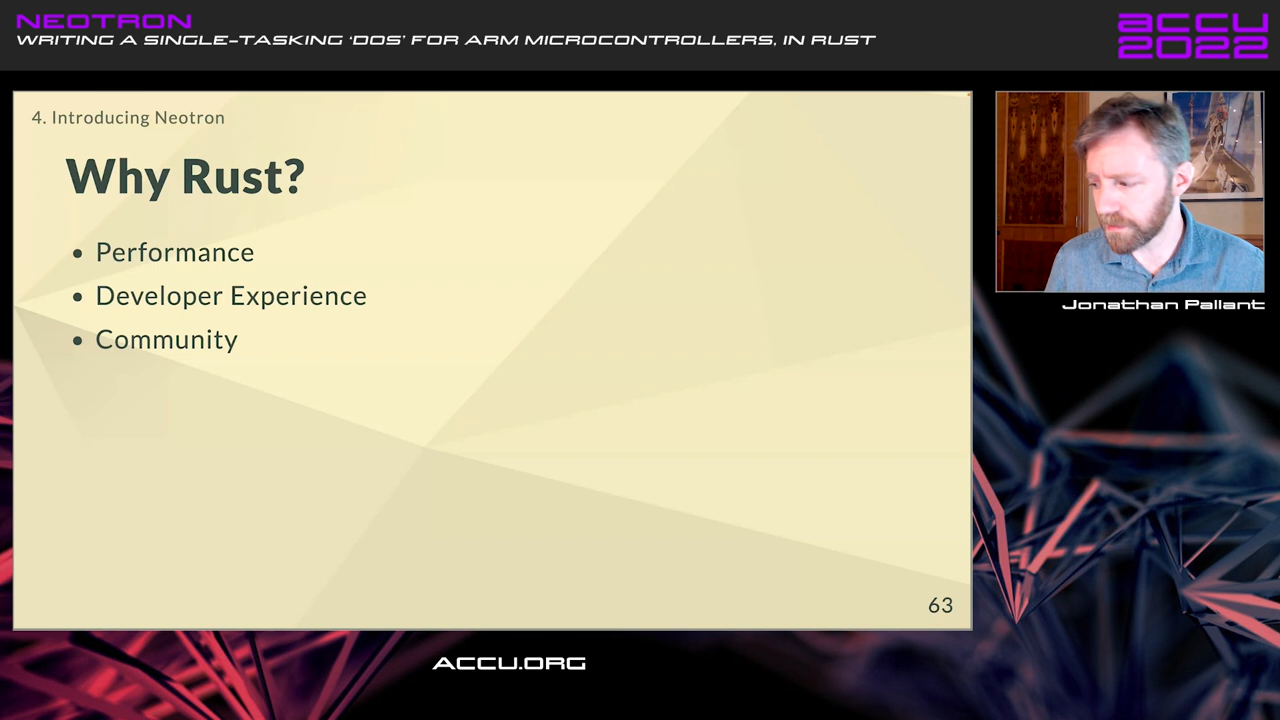 NEOTRON
WRITING A SINGLE-TASKING 'DOS' FOR ARM MICROCONTROLLERS, IN RUST
ACCU
2022
4. Introducing Neotron
Why Rust?
• Performance
• Developer Experience
• Community
63
Jonathan Pallant
ACCU.ORG